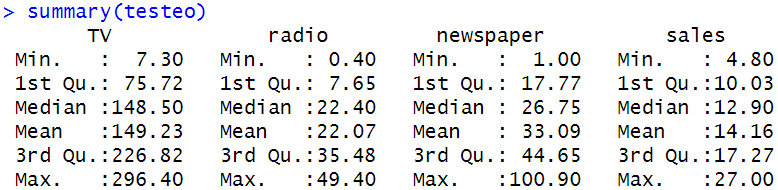 > summary(testeo)
TV radio newspaper sales
Min. : 7.30 Min. : 0.40 Min. : 1.00 Min. : 4.80
1st Qu.: 75.72 1st Qu.: 7.65 1st Qu.: 17.77 1st Qu.:10.03
Median :148.50 Median :22.40 Median : 26.75 Median :12.90
Mean :149.23 Mean :22.07 Mean : 33.09 Mean :14.16
3rd Qu.:226.82 3rd Qu.:35.48 3rd Qu.: 44.65 3rd Qu.:17.27
Max. :296.40 Max. :49.40 Max. :100.90 Max. :27.00